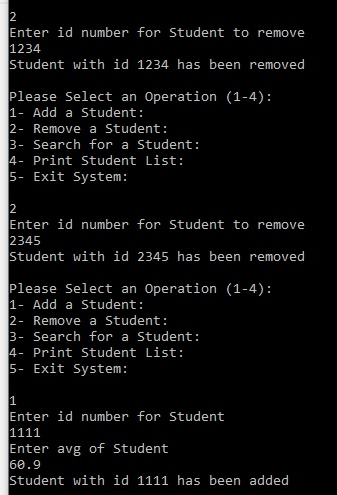 2
Enter id number for Student to remove
1234
Student with id 1234 has been removed
Please Select an Operation (1-4):
1- Add a Student:
2- Remove a Student:
3- Search for a Student:
4- Print Student List:
5- Exit System:
2
Enter id number for Student to remove
2345
Student with id 2345 has been removed
Please Select an Operation (1-4):
1- Add a Student:
2- Remove a Student:
3- Search for a Student:
4- Print Student List:
5- Exit System:
1
Enter id number for Student
1111
Enter avg of Student
60.9
Student with id 1111 has been added